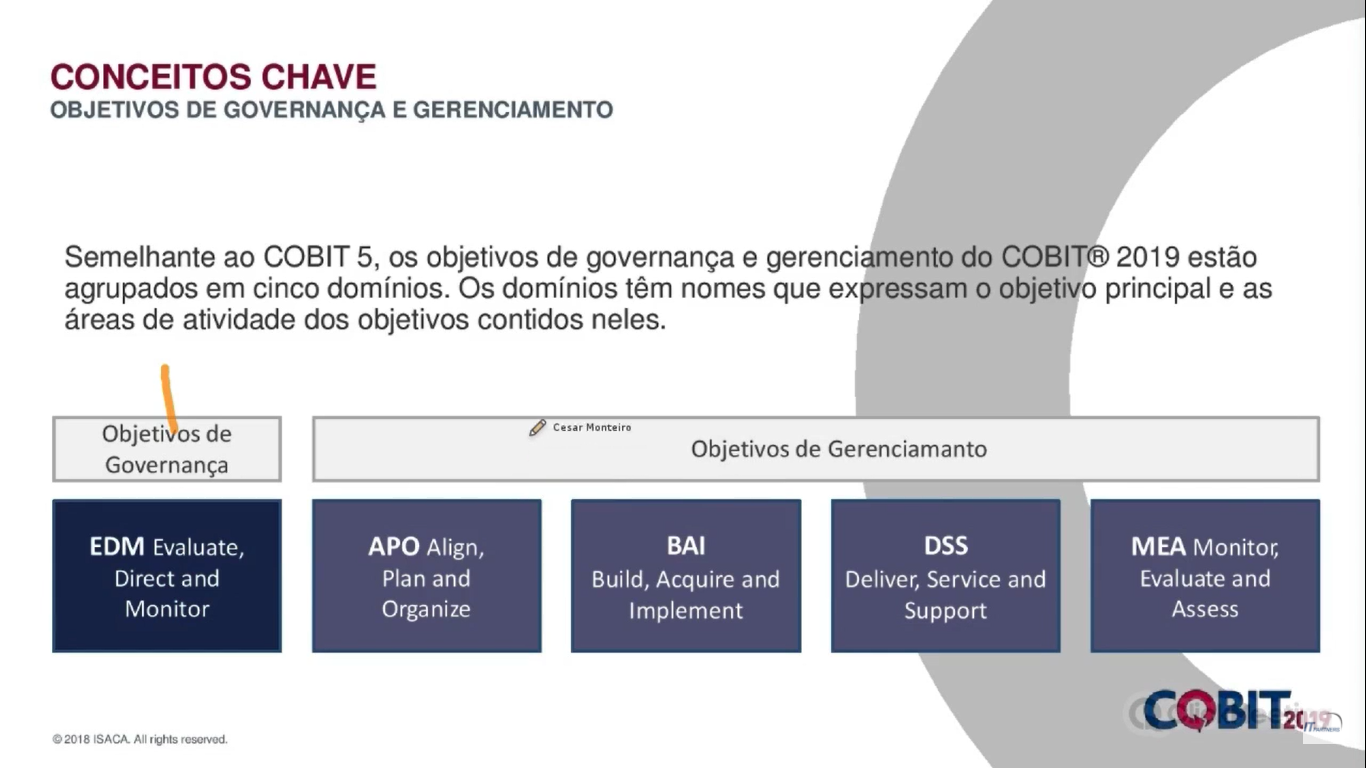 CONCEITOS CHAVE
OBJETIVOS DE GOVERNANÇA E GERENCIAMENTO
Semelhante ao COBIT 5, os objetivos de governança e gerenciamento do COBIT® 2019 estão
agrupados em cinco domínios. Os domínios têm nomes que expressam o objetivo principal e as
áreas de atividade dos objetivos contidos neles.
Objetivos de
Governança
Cesar Monteiro
Objetivos de Gerenciamanto
EDM Evaluate,
Direct and
Monitor
APO Align,
Plan and
Organize
BAI
Build, Acquire and
Implement
DSS
Deliver, Service and
Support
MEA Monitor,
Evaluate and
Assess
COBIT 2019
© 2018 ISACA. All rights reserved.